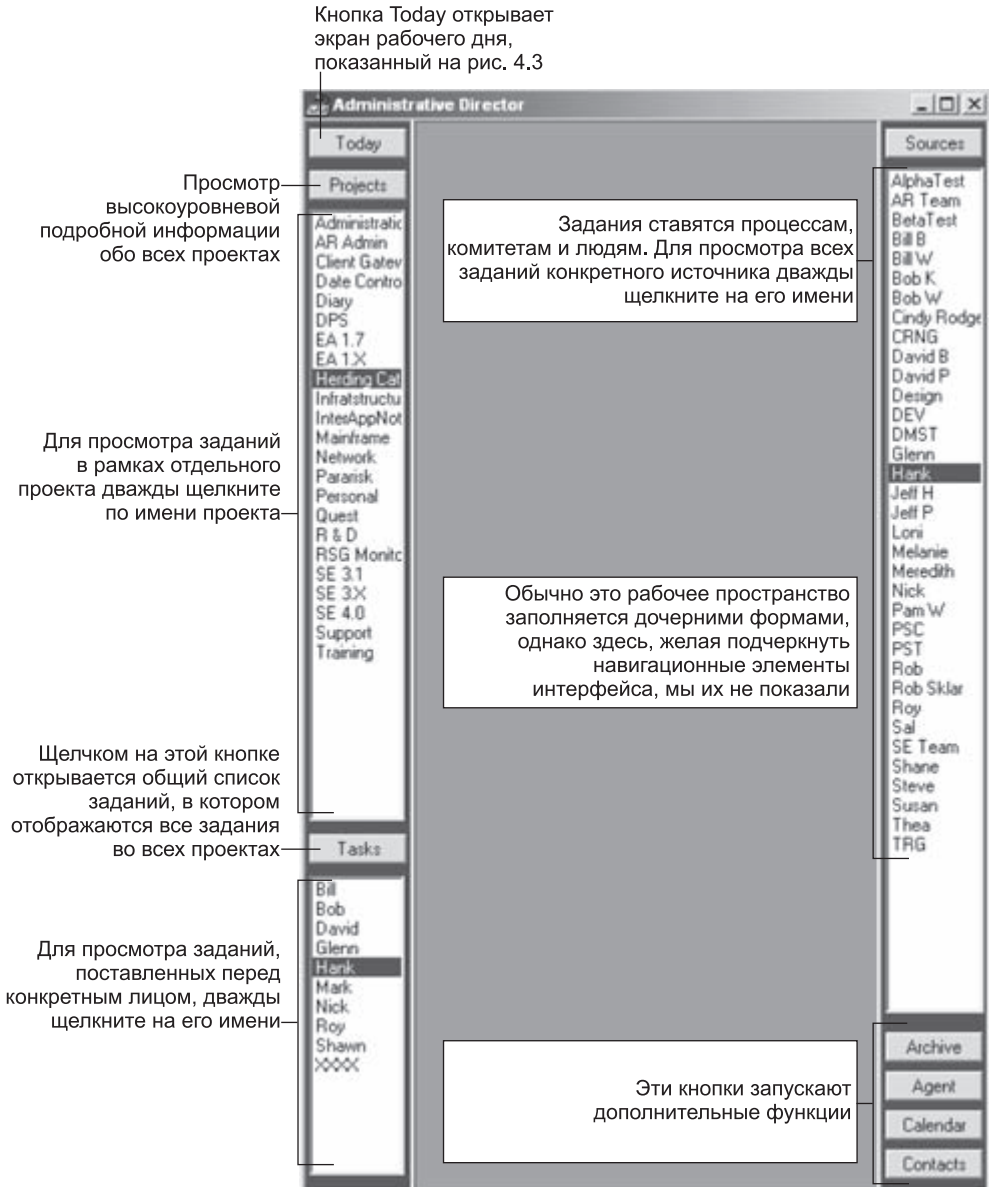 Кнопка Today открывает
экран рабочего дня,
показанный на рис. 4.3
Administrative Director
Today
Projects
Просмотр
высокоуровневой
подробной информации
обо всех проектах
Administratic
AR Admin
Client Gatew
Date Contro
Diary
DPS
EA 1.7
EA 1.X
Herding Cat
Infratstructu
IntesAppNot
Mainframe
Network
Pararisk
Personal
Quest
R & D
RSG Monitc
SE 3.1
SE 3.X
SE 4.0
Support
Training
Для просмотра заданий
в рамках отдельного
проекта дважды щелкните
по имени проекта
Щелчком на этой кнопке
открывается общий список
заданий, в котором
отображаются все задания
во всех проектах
Tasks
Bill
Bob
David
Glenn
Hank
Mark
Nick
Roy
Shawn
XXXX
Для просмотра заданий,
поставленных перед
конкретным лицом, дважды
щелкните на его имени
Задания ставятся процессам,
комитетам и людям. Для просмотра всех
заданий конкретного источника дважды
щелкните на его имени
Обычно это рабочее пространство
заполняется дочерними формами,
однако здесь, желая подчеркнуть
навигационные элементы
интерфейса, мы их не показали
Эти кнопки запускают
дополнительные функции
Sources
AlphaTest
AR Team
BetaTest
Bill B
Bill W
Bob K
Bob W
Cindy Rodge
CRNG
David B
David P
Design
DEV
DMST
Glenn
Hank
Jeff H
Jeff P
Loni
Melanie
Meredith
Nick
Pam W
PSC
PST
Rob
Rob Sklar
Roy
Sal
SE Team
Shane
Steve
Susan
Thea
TRG
Archive
Agent
Calendar
Contacts